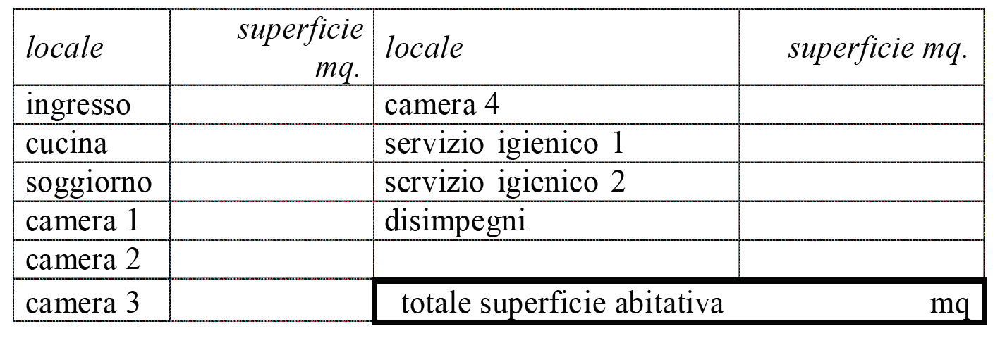 locale superficie mq. locale superficie mq.
ingresso camera 4
cucina servizio igienico 1
soggiorno servizio igienico 2
camera 1 disimpegni
camera 2
camera 3 totale superficie abitativa mq